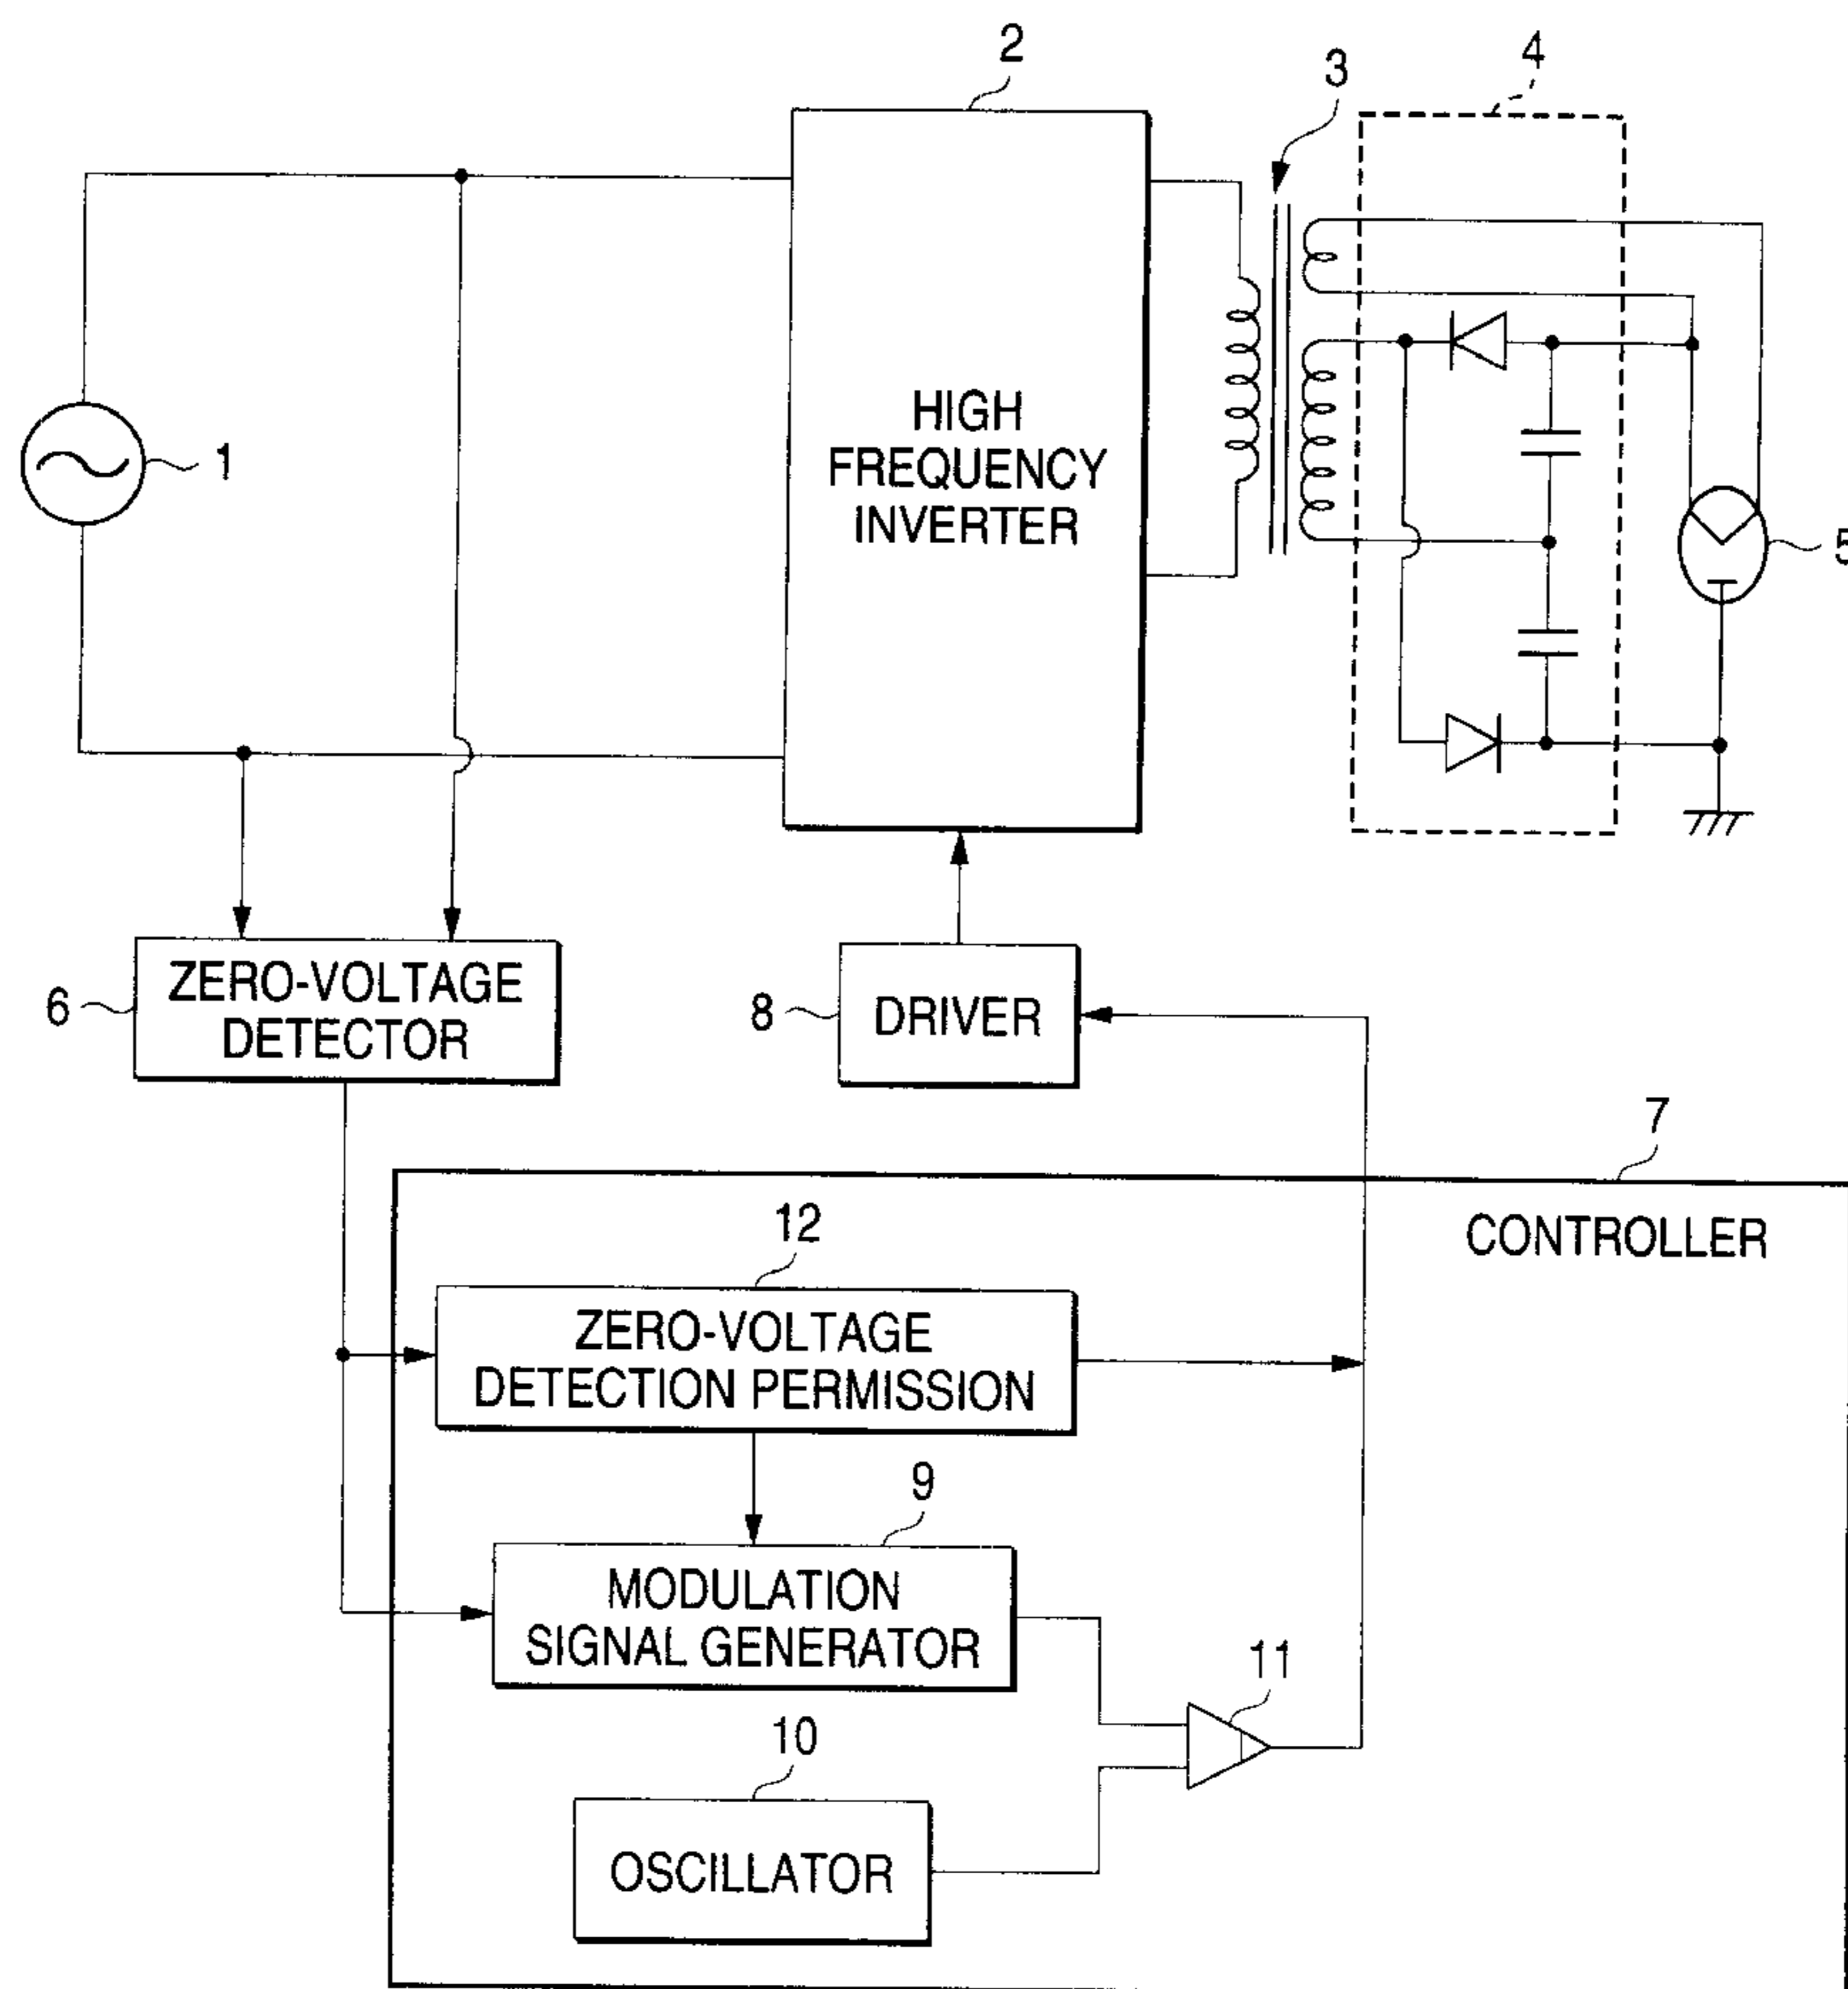 2
3
4
HIGH
FREQUENCY
INVERTER
1
5
6
ZERO-VOLTAGE
DETECTOR
8
DRIVER
7
CONTROLLER
12
ZERO-VOLTAGE
DETECTION PERMISSION
9
MODULATION
SIGNAL GENERATOR
11
10
OSCILLATOR